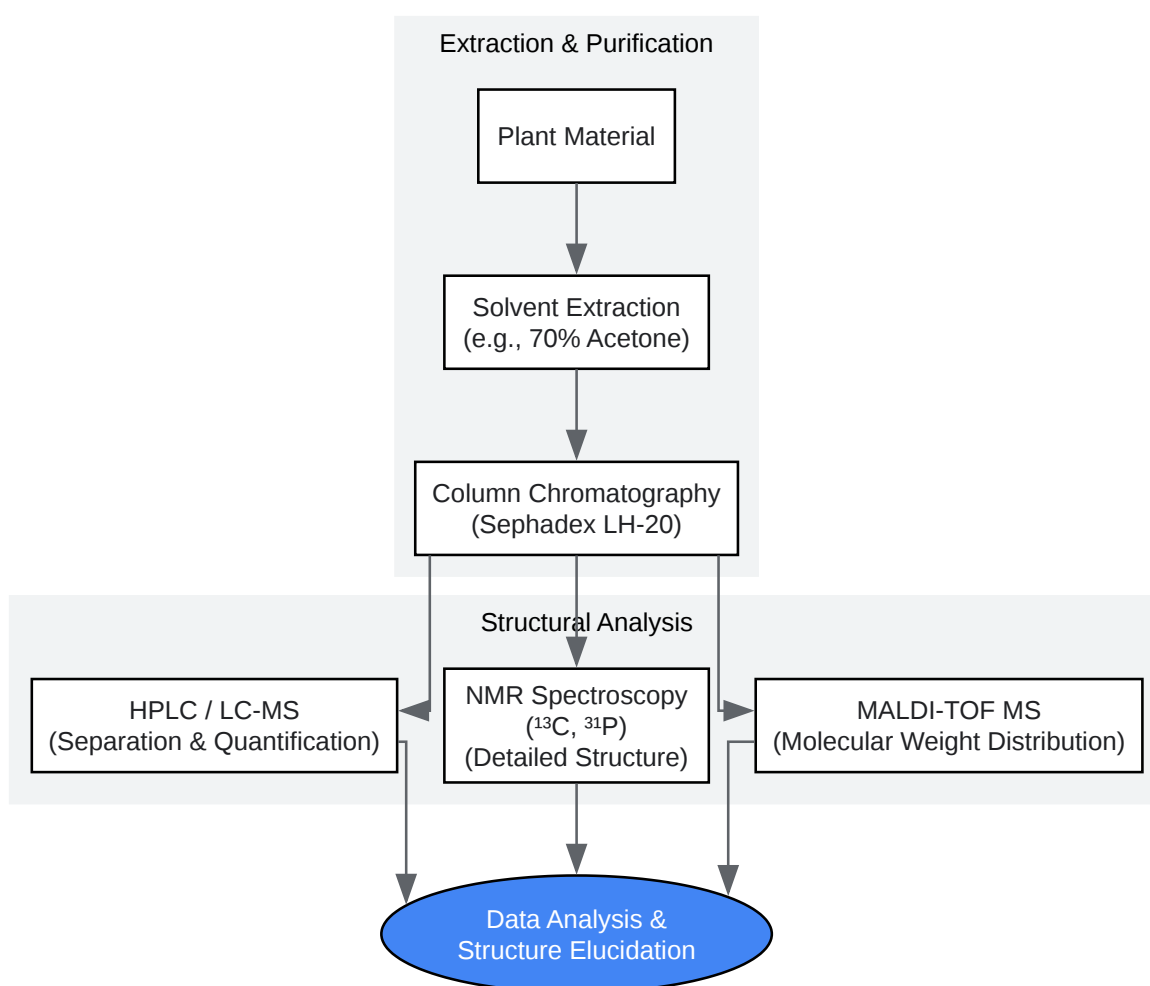 Extraction & Purification
Plant Material
Solvent Extraction
(e.g., 70% Acetone)
Column Chromatography
(Sephadex LH-20)
Structural Analysis
HPLC / LC-MS
(Separation & Quantification)
NMR Spectroscopy
(¹³C, ³¹P)
(Detailed Structure)
MALDI-TOF MS
(Molecular Weight Distribution)
Data Analysis &
Structure Elucidation